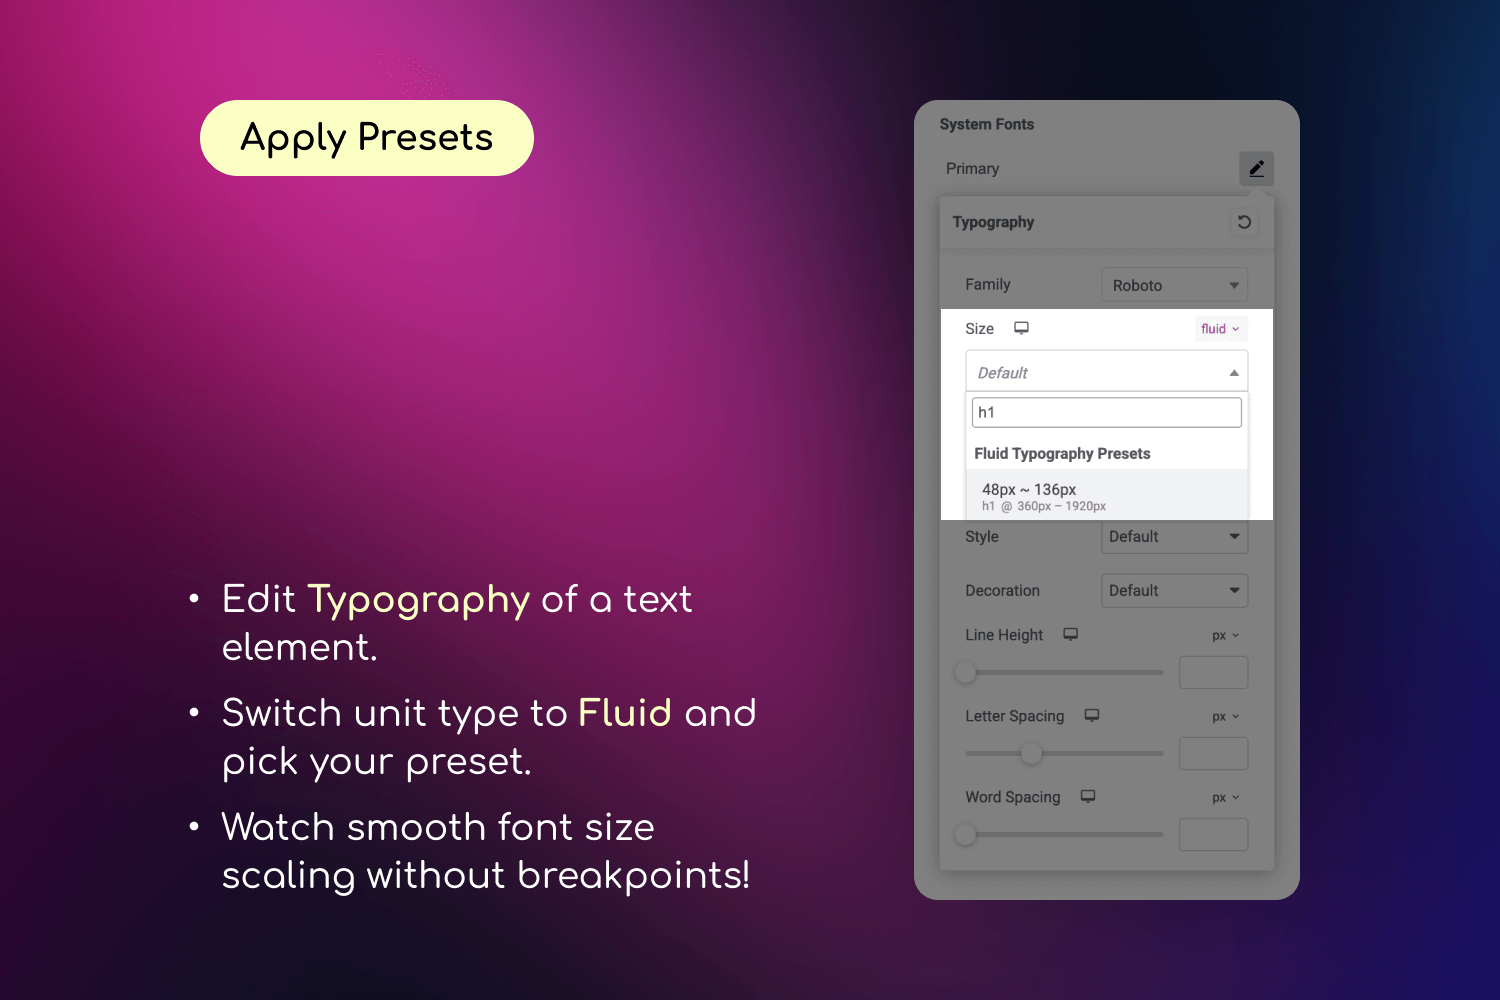 Apply Presets
• Edit Typography of a text
element.
• Switch unit type to Fluid and
pick your preset.
• Watch smooth font size
scaling without breakpoints!
System Fonts
Primary
Typography
Family Roboto
Size fluid
Default
h1
Fluid Typography Presets
48px ~ 136px
h1 @ 360px – 1920px
Style Default
Decoration Default
Line Height px
Letter Spacing px
Word Spacing px